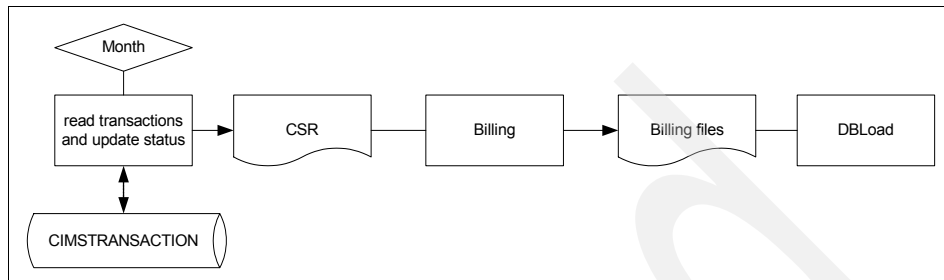 Month
read transactions
and update status
CSR
Billing
Billing files
DBLoad
CIMSTRANSACTION